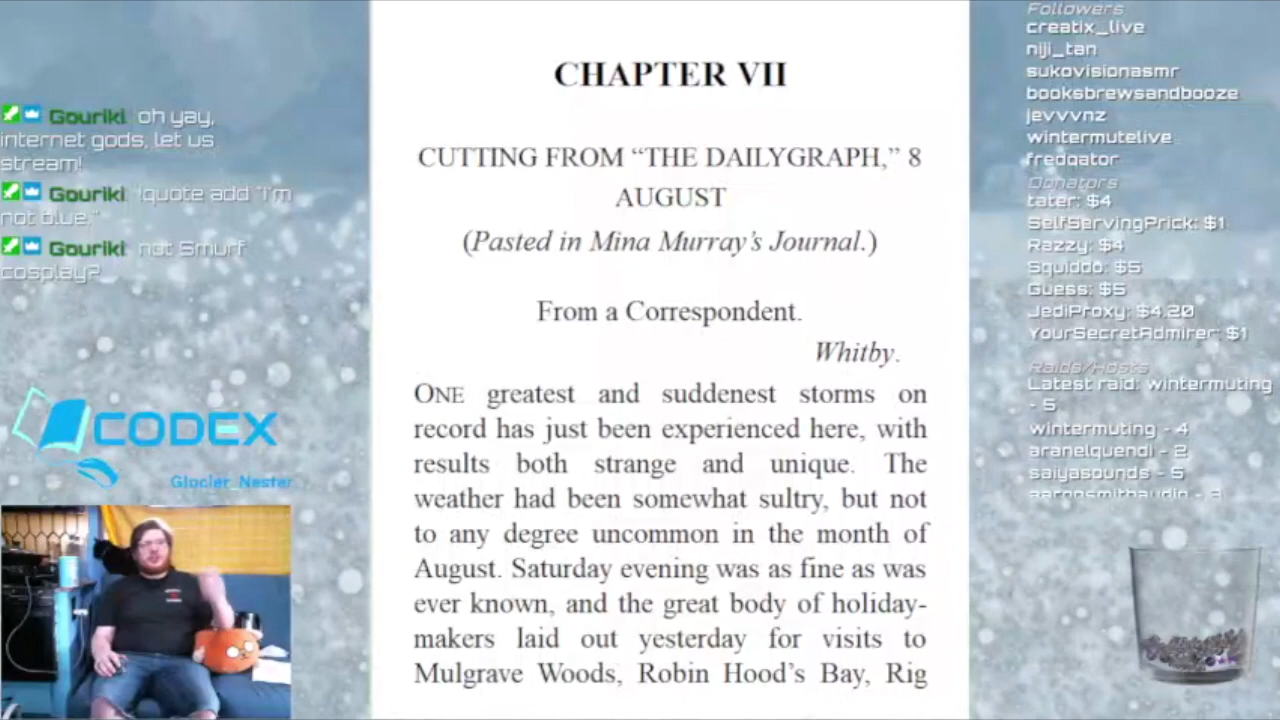 Gouriki oh yay,
internet gods, let us
stream!
Gouriki !quote add "I'm
not blue."
Gouriki not Smurf
cosplay?
CODEX
Glacier_Nester
CHAPTER VII
CUTTING FROM “THE DAILYGRAPH,” 8
AUGUST
(Pasted in Mina Murray’s Journal.)
From a Correspondent.
Whitby.
ONE greatest and suddenest storms on
record has just been experienced here, with
results both strange and unique. The
weather had been somewhat sultry, but not
to any degree uncommon in the month of
August. Saturday evening was as fine as was
ever known, and the great body of holiday-
makers laid out yesterday for visits to
Mulgrave Woods, Robin Hood’s Bay, Rig
Followers
creatix_live
niji_tan
sukovisionasmr
booksbrewsandbooze
jevvvnz
wintermutelive
fredgator
Donators
tater: $4
SelfServingPrick: $1
Razzy: $4
Squiddo: $5
Guess: $5
JediProxy: $4.20
YourSecretAdmirer: $1
Raids/Hosts
Latest raid: wintermuting
- 5
wintermuting - 4
aranelquendi - 2
saiyasounds - 5